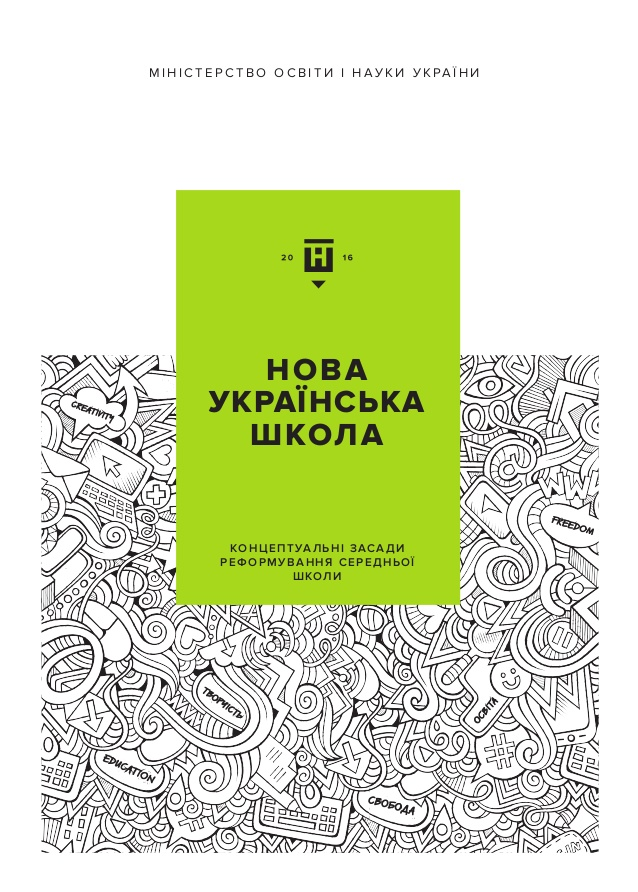 МІНІСТЕРСТВО ОСВІТИ І НАУКИ УКРАЇНИ
20 16
НОВА
УКРАЇНСЬКА
ШКОЛА
КОНЦЕПТУАЛЬНІ ЗАСАДИ
РЕФОРМУВАННЯ СЕРЕДНЬОЇ
ШКОЛИ
CREATIVITY
WWW
FREEDOM
ТВОРЧІСТЬ
ОСВІТА
#
EDUCATION
СВОБОДА